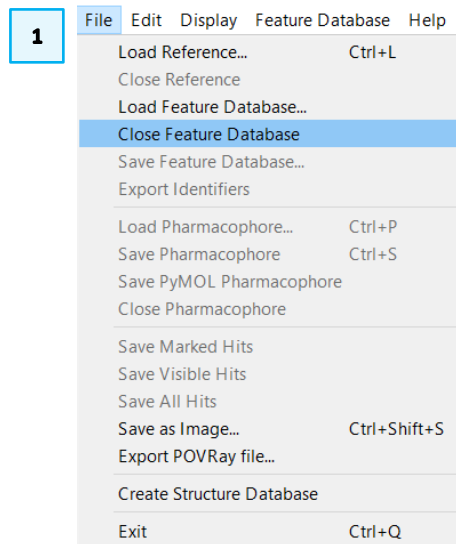 1
File Edit Display Feature Database Help
Load Reference... Ctrl+L
Close Reference
Load Feature Database...
Close Feature Database
Save Feature Database...
Export Identifiers
Load Pharmacophore... Ctrl+P
Save Pharmacophore Ctrl+S
Save PyMOL Pharmacophore
Close Pharmacophore
Save Marked Hits
Save Visible Hits
Save All Hits
Save as Image... Ctrl+Shift+S
Export POVRay file...
Create Structure Database
Exit Ctrl+Q